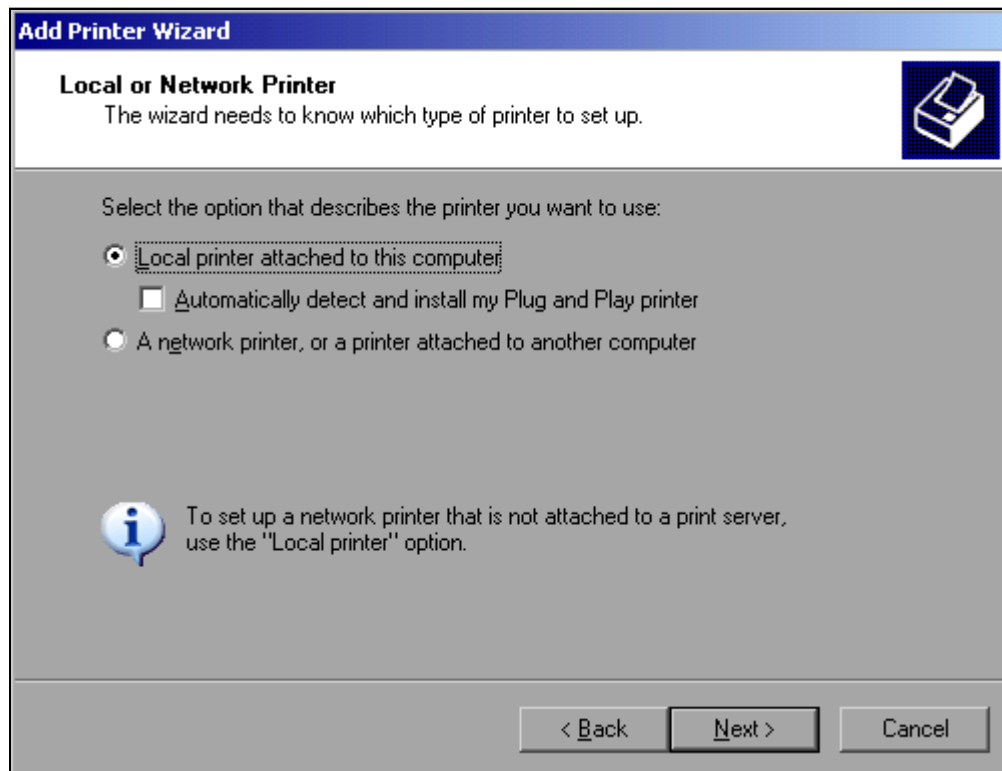 Add Printer Wizard
Local or Network Printer
The wizard needs to know which type of printer to set up.
Select the option that describes the printer you want to use:
Local printer attached to this computer
Automatically detect and install my Plug and Play printer
A network printer, or a printer attached to another computer
To set up a network printer that is not attached to a print server,
use the "Local printer" option.
< Back
Next >
Cancel